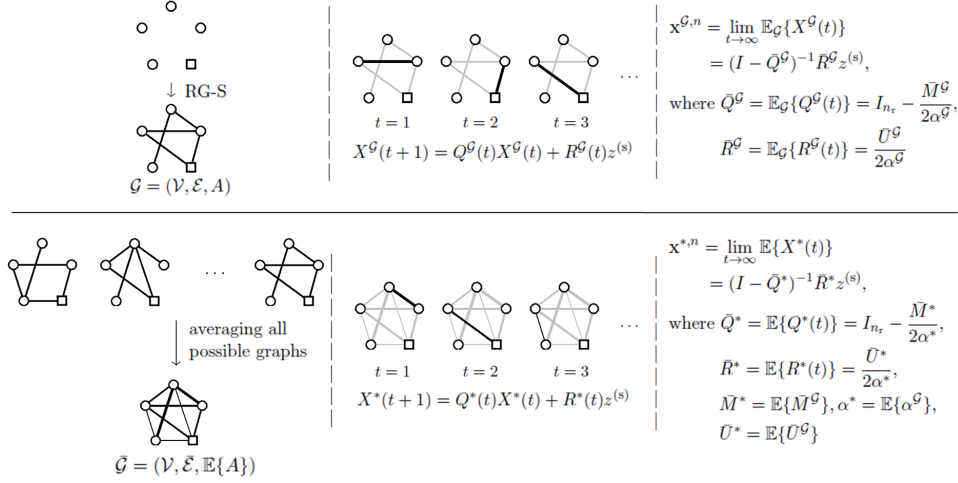 ↓ RG-S
𝒢 = (𝒱, ℰ, A)
t = 1 t = 2 t = 3 ...
X^𝒢(t + 1) = Q^𝒢(t)X^𝒢(t) + R^𝒢(t)z^(s)
x^{𝒢,n} = lim_{t→∞} 𝔼_𝒢{X^𝒢(t)}
= (I − Q̄^𝒢)^{−1} R̄^𝒢 z^(s),
where Q̄^𝒢 = 𝔼_𝒢{Q^𝒢(t)} = I_{n_r} − M̄^𝒢/2α^𝒢,
R̄^𝒢 = 𝔼_𝒢{R^𝒢(t)} = Ū^𝒢/2α^𝒢
...
averaging all
possible graphs
𝒢̄ = (𝒱, ℰ̄, 𝔼{A})
t = 1 t = 2 t = 3 ...
X*(t + 1) = Q*(t)X*(t) + R*(t)z^(s)
x^{*,n} = lim_{t→∞} 𝔼{X*(t)}
= (I − Q̄*)^{−1} R̄* z^(s),
where Q̄* = 𝔼{Q*(t)} = I_{n_r} − M̄*/2α*,
R̄* = 𝔼{R*(t)} = Ū*/2α*,
M̄* = 𝔼{M̄^𝒢}, α* = 𝔼{α^𝒢},
Ū* = 𝔼{Ū^𝒢}